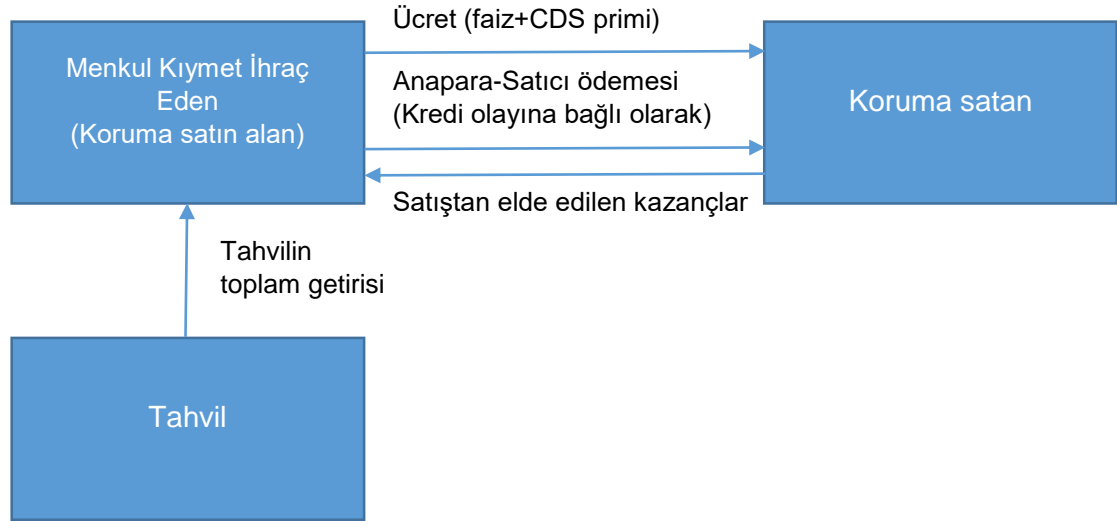 Ücret (faiz+CDS primi)
Menkul Kıymet İhraç
Eden
(Koruma satın alan)
Anapara-Satıcı ödemesi
(Kredi olayına bağlı olarak)
Koruma satan
Satıştan elde edilen kazançlar
Tahvilin
toplam getirisi
Tahvil